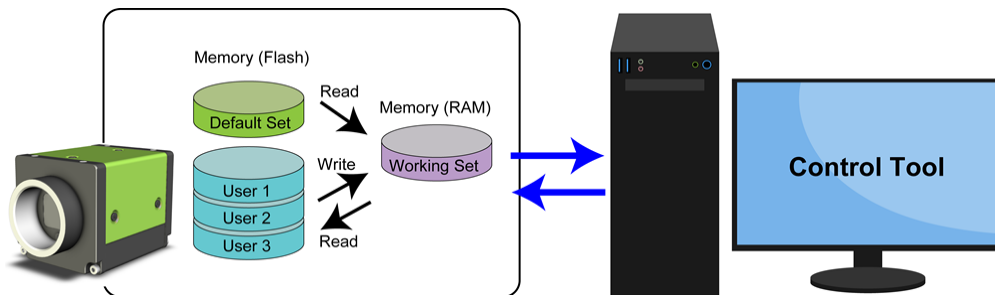 Memory (Flash)
Read
Default Set
Memory (RAM)
Working Set
Write
User 1
User 2
User 3
Read
Control Tool